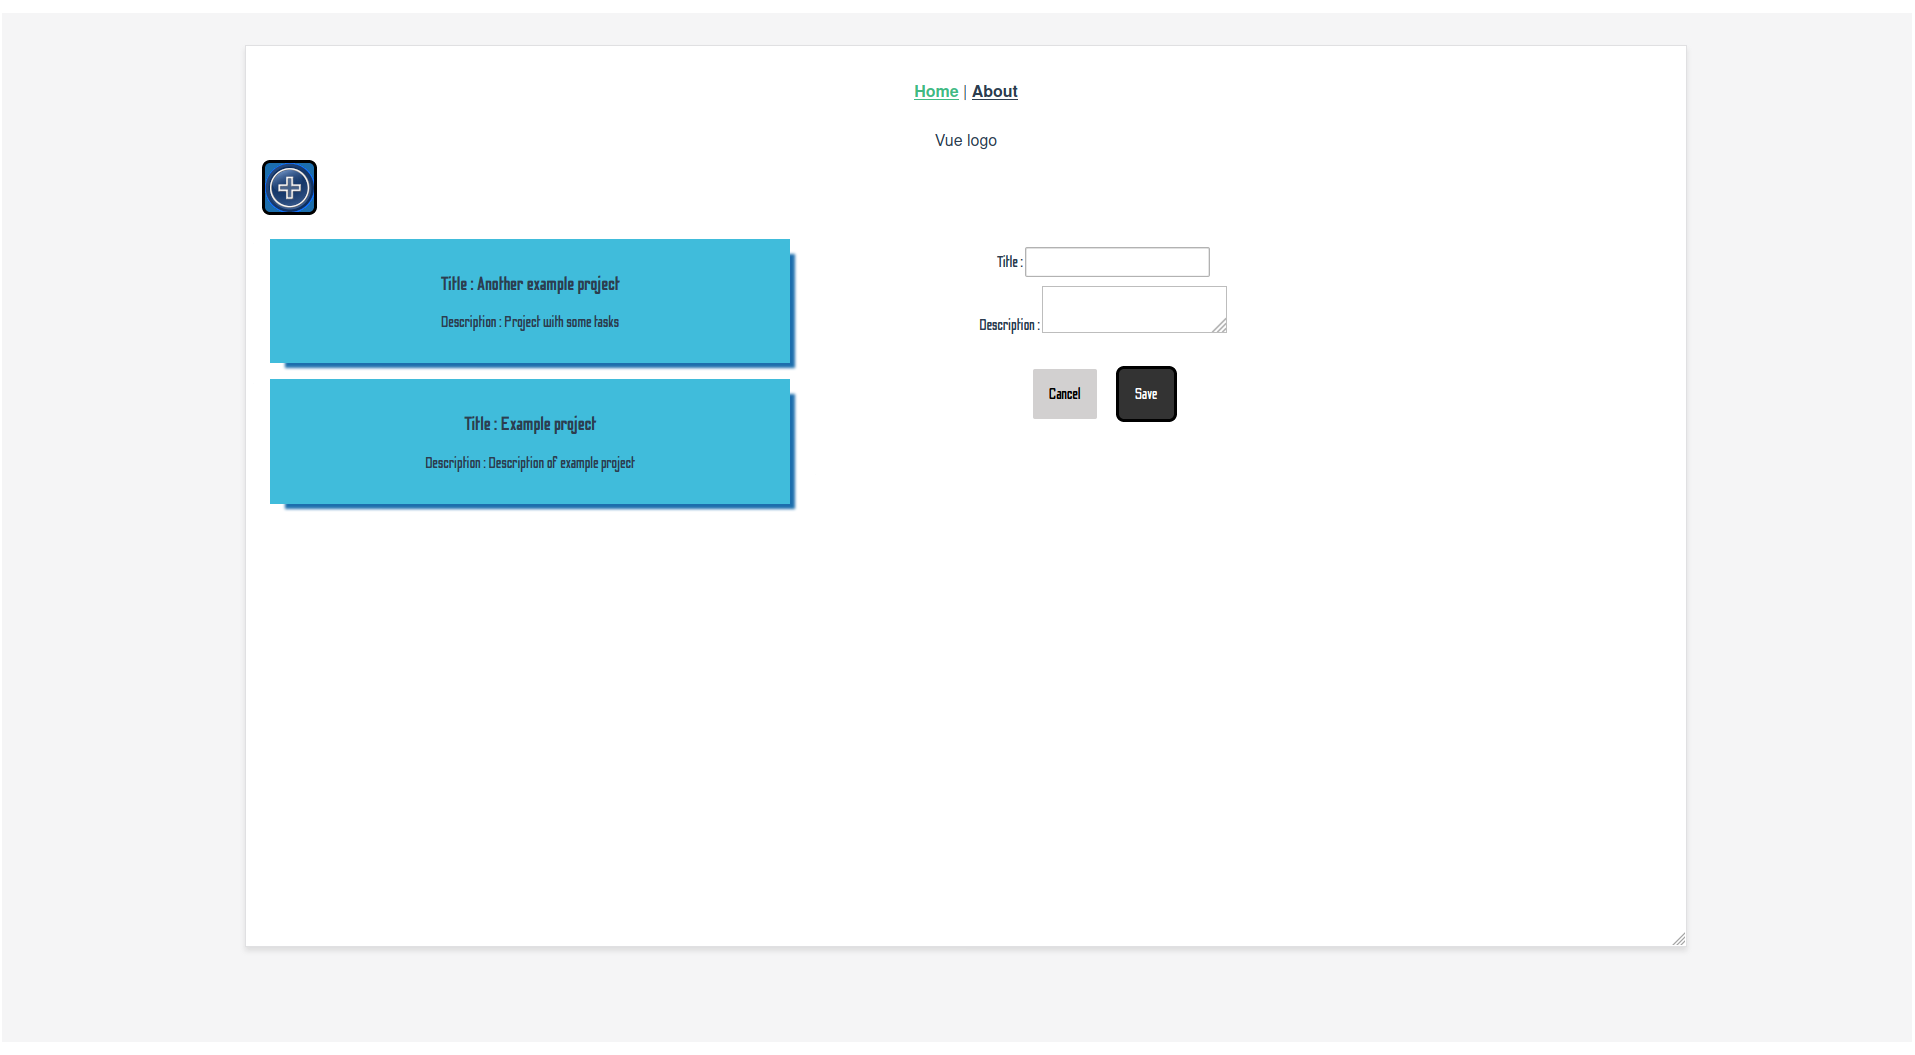 Home | About
Vue logo
Title : Another example project
Description : Project with some tasks
Title : Example project
Description : Description of example project
Title :
Description :
Cancel Save